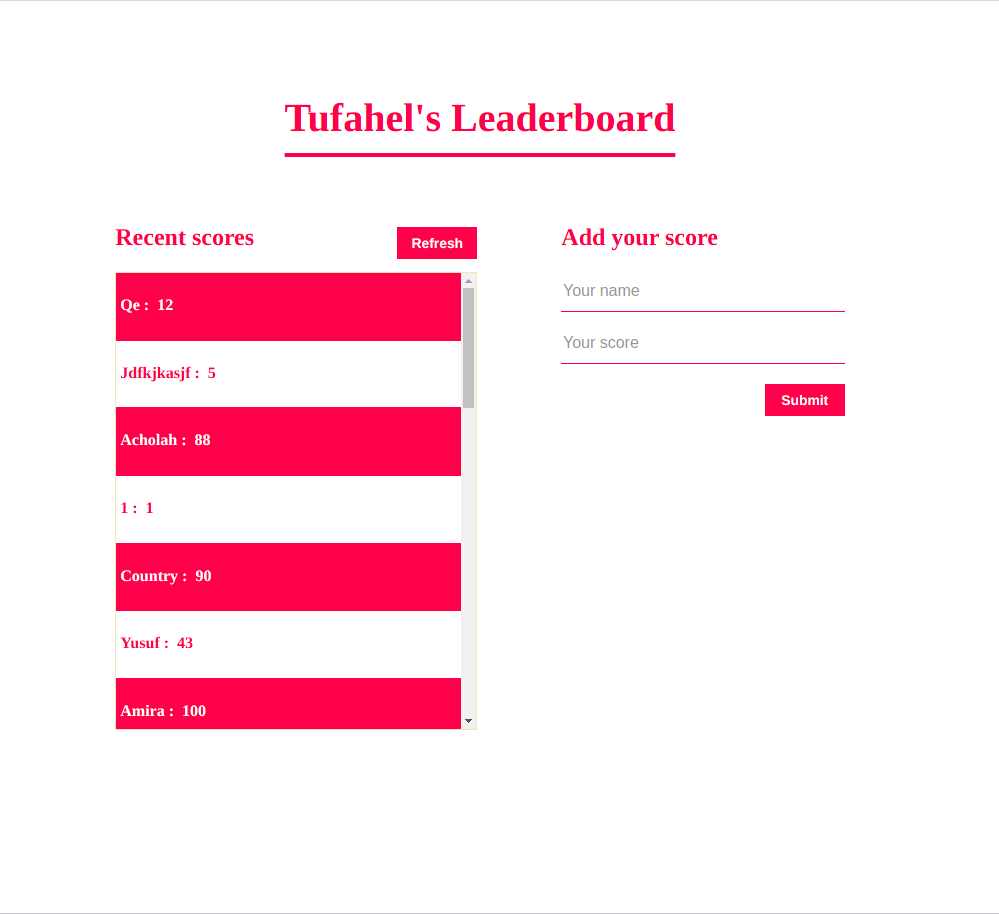 Tufahel's Leaderboard
Recent scores
Refresh
Qe : 12
Jdfkjkasjf : 5
Acholah : 88
1 : 1
Country : 90
Yusuf : 43
Amira : 100
Add your score
Your name
Your score
Submit